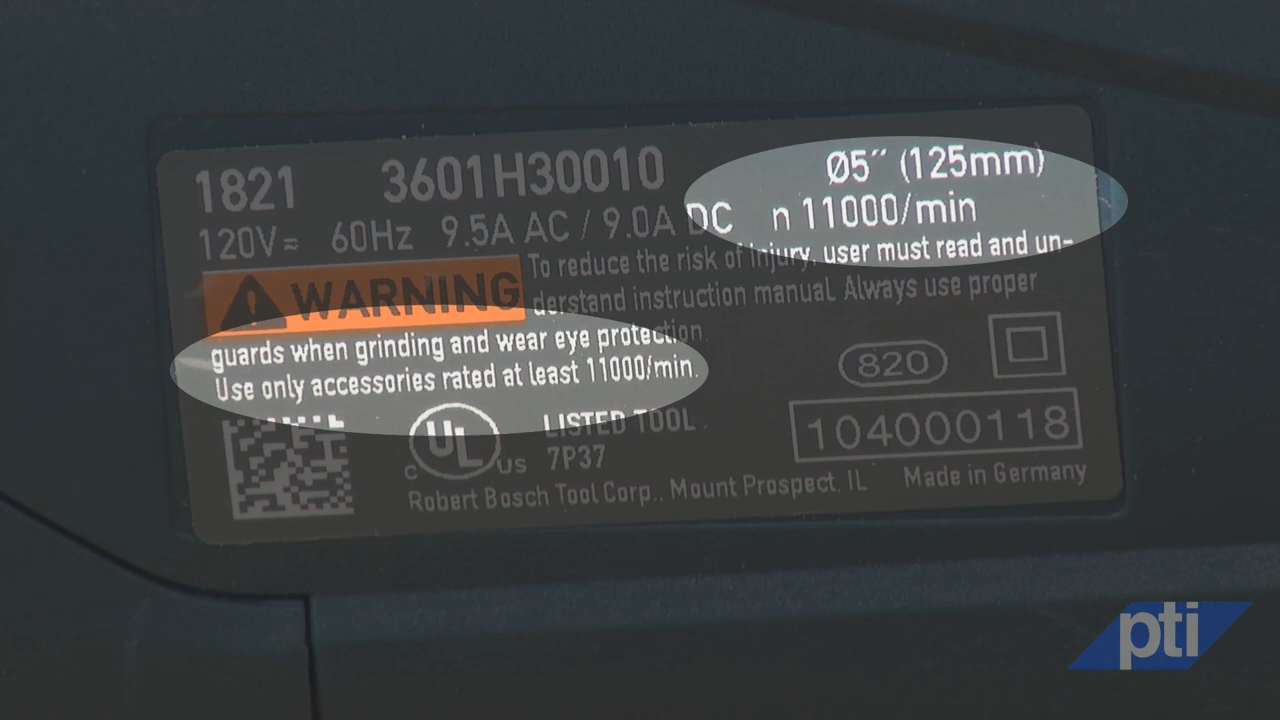 1821 3601H30010 Ø5˝ (125mm)
120V≂ 60Hz 9.5A AC / 9.0A DC n 11000/min
WARNING To reduce the risk of injury, user must read and un-
derstand instruction manual. Always use proper
guards when grinding and wear eye protection.
Use only accessories rated at least 11000/min.
820
104000118
C UL US LISTED TOOL
7P37
Robert Bosch Tool Corp., Mount Prospect, IL Made in Germany
pti